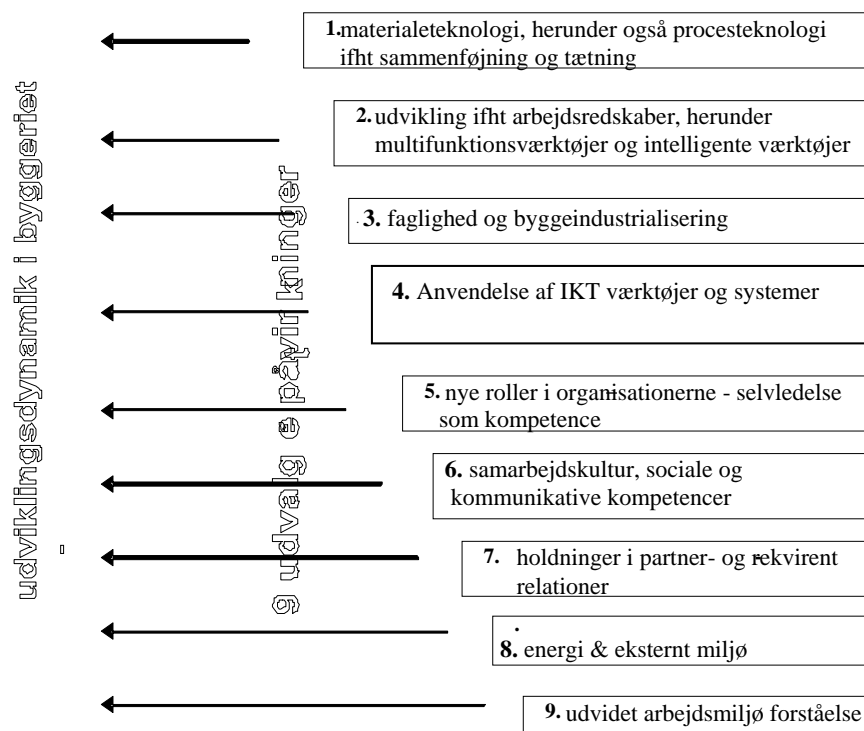 udviklingsdynamik i byggeriet
9 udvalg e påvir kninger
1.materialeteknologi, herunder også procesteknologi
ifht sammenføjning og tætning
2. udvikling ifht arbejdsredskaber, herunder
multifunktionsværktøjer og intelligente værktøjer
3. faglighed og byggeindustrialisering
4. Anvendelse af IKT værktøjer og systemer
5. nye roller i organisationerne - selvledelse
som kompetence
6. samarbejdskultur, sociale og
kommunikative kompetencer
7. holdninger i partner- og rekvirent
relationer
8. energi & eksternt miljø
9. udvidet arbejdsmiljø forståelse